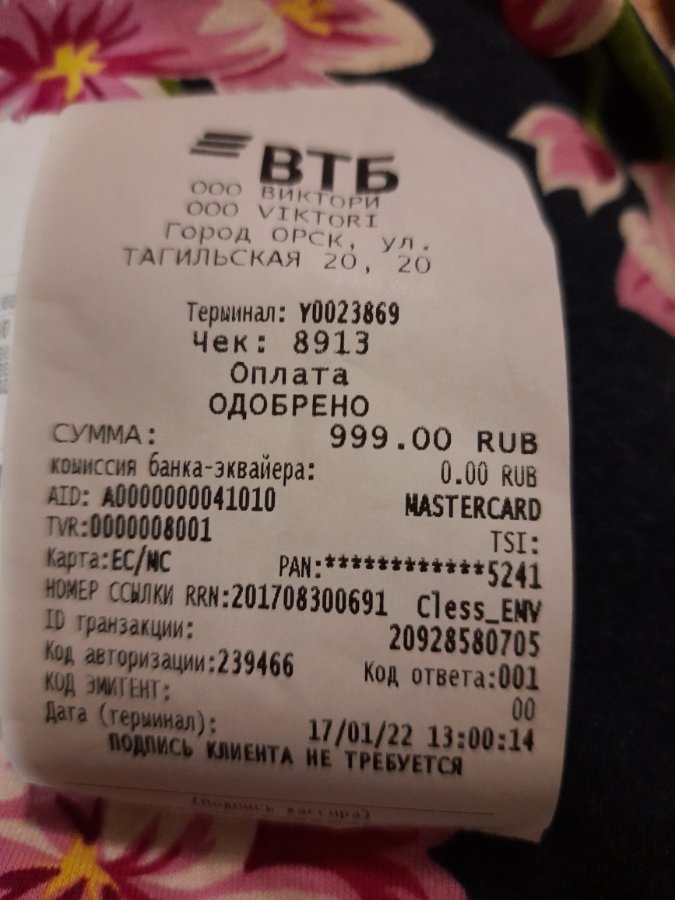 ВТБ
ООО ВИКТОРИ
ООО VIKTORI
Город ОРСК, ул.
ТАГИЛЬСКАЯ 20, 20
Терминал: Y0023869
Чек: 8913
Оплата
ОДОБРЕНО
СУММА: 999.00 RUB
комиссия банка-эквайера: 0.00 RUB
AID: A0000000041010 MASTERCARD
TVR:0000008001 TSI:
Карта:EC/MC PAN:************5241
НОМЕР ССЫЛКИ RRN:201708300691 Cless_ENV
ID транзакции: 20928580705
Код авторизации:239466 Код ответа:001
КОД ЭМИТЕНТ: 00
Дата (терминал): 17/01/22 13:00:14
ПОДПИСЬ КЛИЕНТА НЕ ТРЕБУЕТСЯ
(подпись кассира)